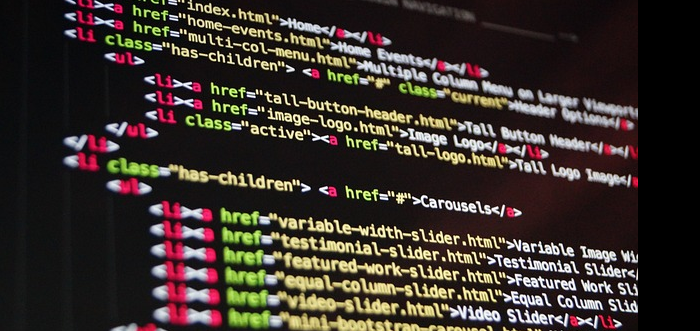 NAVIGATION
<li><a href="index.html">Home</a></li>
<li><a href="home-events.html">Home Events</a></li>
<li><a href="multi-col-menu.html">Multiple Column Menu on Larger Viewports
<li class="has-children"> <a href="#" class="current">Header Options</a>
<ul>
<li><a href="tall-button-header.html">Tall Button Header</a></li>
<li><a href="image-logo.html">Image Logo</a></li>
<li class="active"><a href="tall-logo.html">Tall Logo Image</
</ul>
</li>
<li class="has-children"> <a href="#">Carousels</a>
<ul>
<li><a href="variable-width-slider.html">Variable Image Wi
<li><a href="testimonial-slider.html">Testimonial Slider</
<li><a href="featured-work-slider.html">Featured Work Sli
<li><a href="equal-column-slider.html">Equal Column Slid
<li><a href="video-slider.html">Video Slider</a></li>
<li><a href="mini-bootstrap-carousel